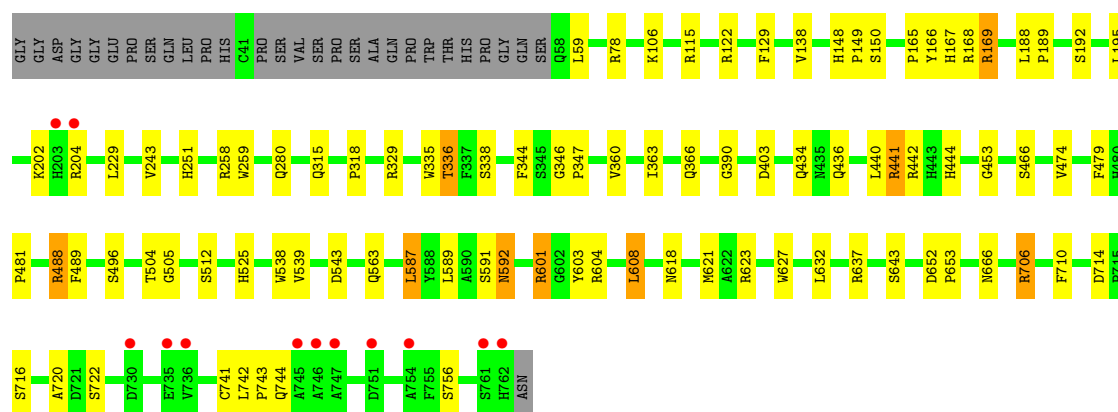 GLY GLY ASP GLY GLY GLU PRO SER GLN LEU PRO HIS C41 PRO SER VAL SER PRO SER ALA GLN PRO TRP THR HIS PRO GLY GLN SER Q58 L59 R78 K106 R115 R122 F129 V138 H148 P149 S150 P165 Y166 H167 R168 R169 L188 P189 S192 L195
K202 H203 R204 L229 V243 H251 R258 W259 Q280 Q315 P318 R329 W335 T336 F337 S338 F344 S345 G346 P347 V360 I363 Q366 G390 D403 Q434 N435 Q436 L440 R441 R442 H443 H444 G453 S466 V474 F479 H480
P481 R488 F489 S496 T504 G505 S512 H525 W538 V539 D543 Q563 L587 Y588 L589 A590 S591 N592 R601 G602 Y603 R604 L608 N618 M621 A622 R623 W627 L632 R637 S643 D652 P653 N666 R706 F710 D714
S716 A720 D721 S722 D730 E735 V736 C741 L742 P743 Q744 A745 A746 A747 D751 A754 F755 S756 S761 H762 ASN